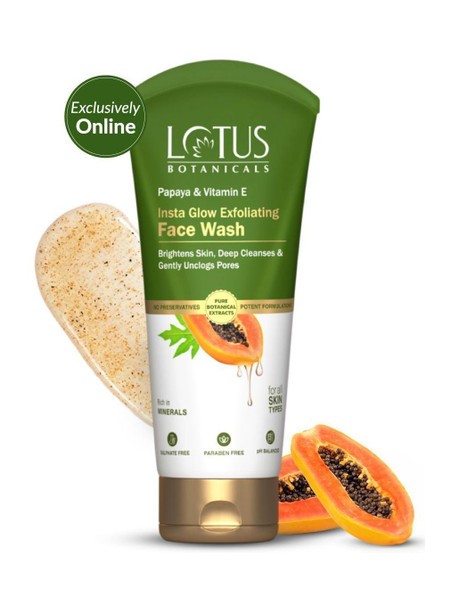 Exclusively
Online
LOTUS
BOTANICALS
Papaya & Vitamin E
Insta Glow Exfoliating
Face Wash
Brightens Skin, Deep Cleanses &
Gently Unclogs Pores
NO PRESERVATIVES
PURE
BOTANICAL
EXTRACTS
POTENT FORMULATION
Rich in
MINERALS
for all
SKIN
TYPES
SULPHATE FREE
PARABEN FREE
pH BALANCED